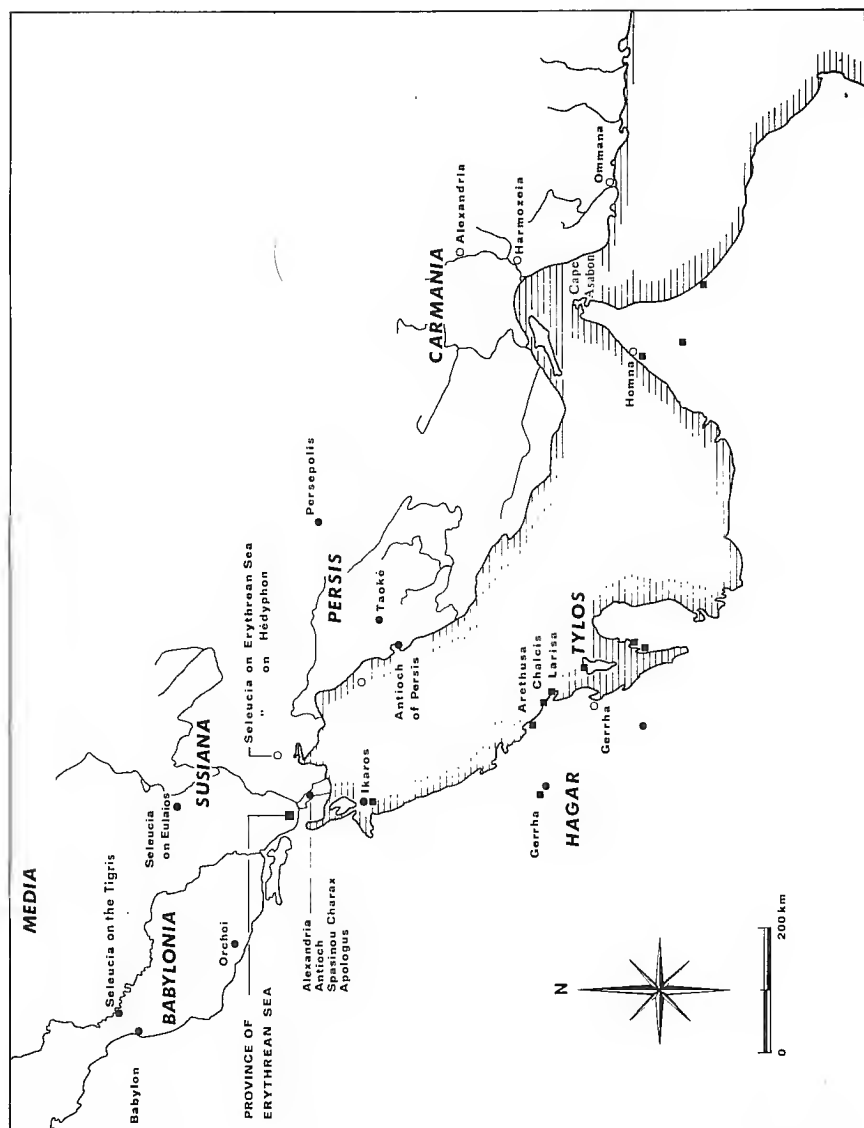 MEDIA
Seleucia on the Tigris
Babylon
BABYLONIA
Orchoi
Seleucia
on Eulaios
SUSIANA
PROVINCE OF
ERYTHREAN SEA
Alexandria
Antioch
Spasinou Charax
Apologus
Seleucia on Erythrean Sea
" on Hédyphon
Ikaros
PERSIS
Persepolis
Taoké
Antioch
of Persis
Arethusa
Chalcis
Larisa
TYLOS
Gerrha
Gerrha
HAGAR
CARMANIA
Alexandria
Harmozeia
Ommana
Cape
Asabon
Homna
N
0
200 km